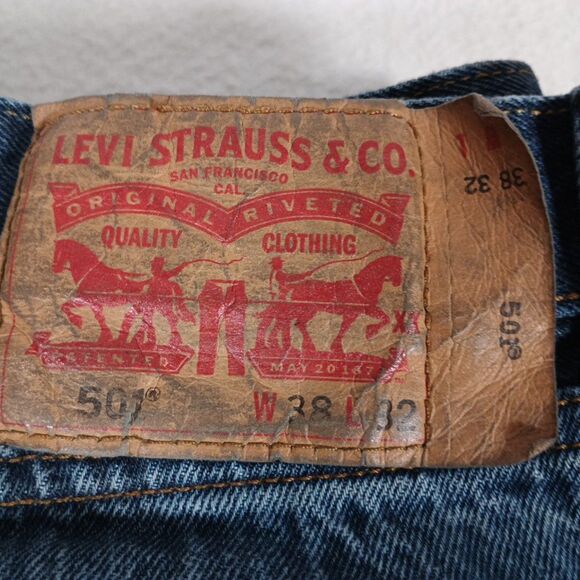 LEVI STRAUSS & CO.
SAN FRANCISCO
CAL.
ORIGINAL RIVETED
QUALITY CLOTHING
XX
PATENTED MAY 20 1873
501®
W 38 L 32
38 32
501®